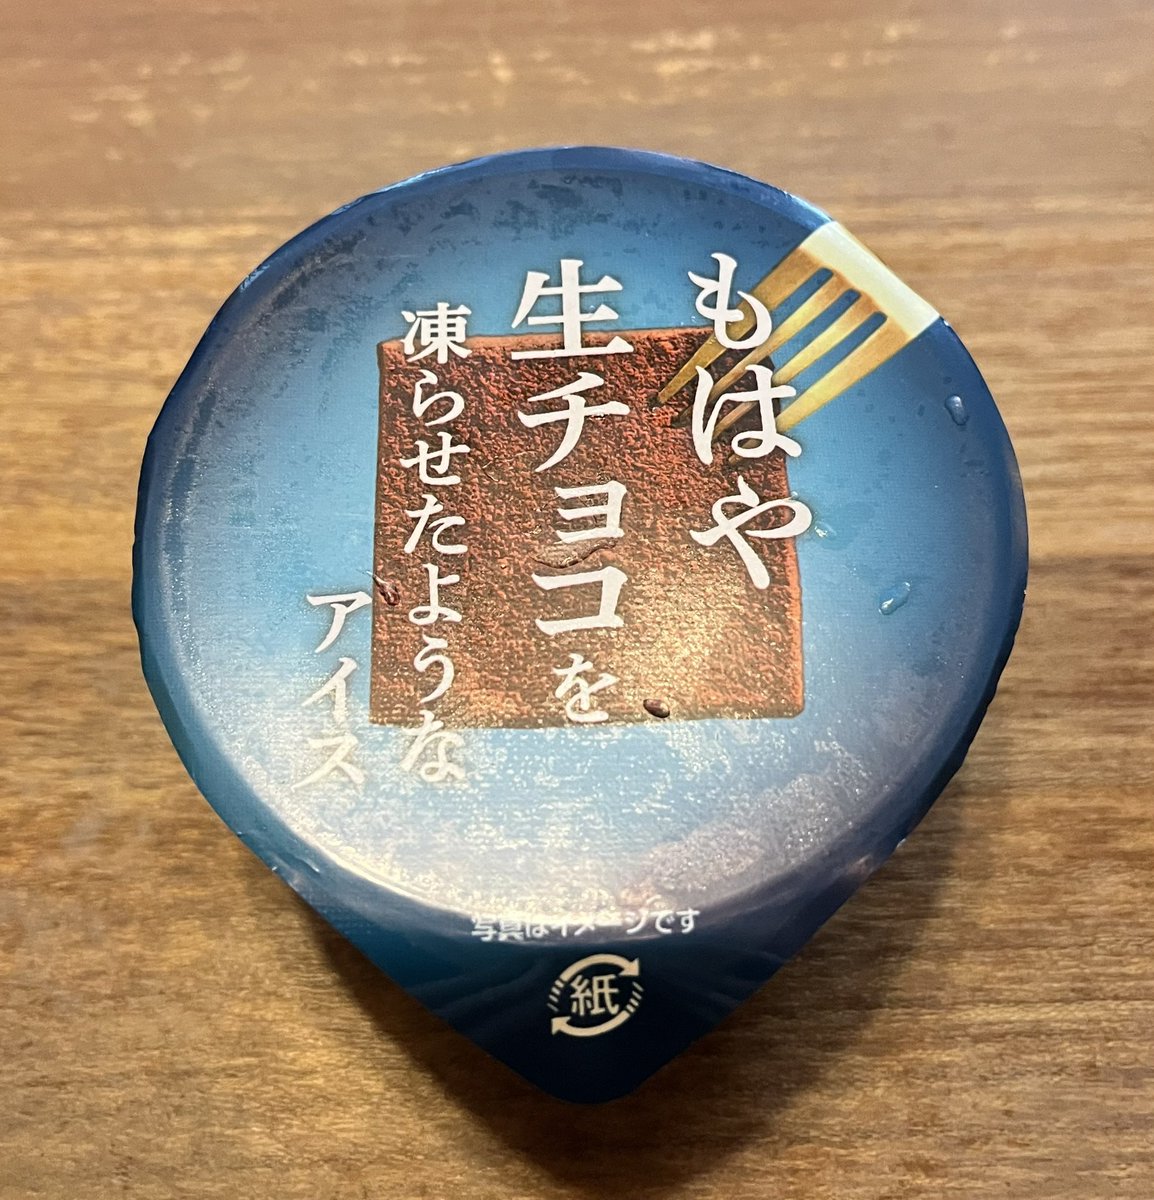 もはや
生チョコを
凍らせたような
アイス
写真はイメージです
紙